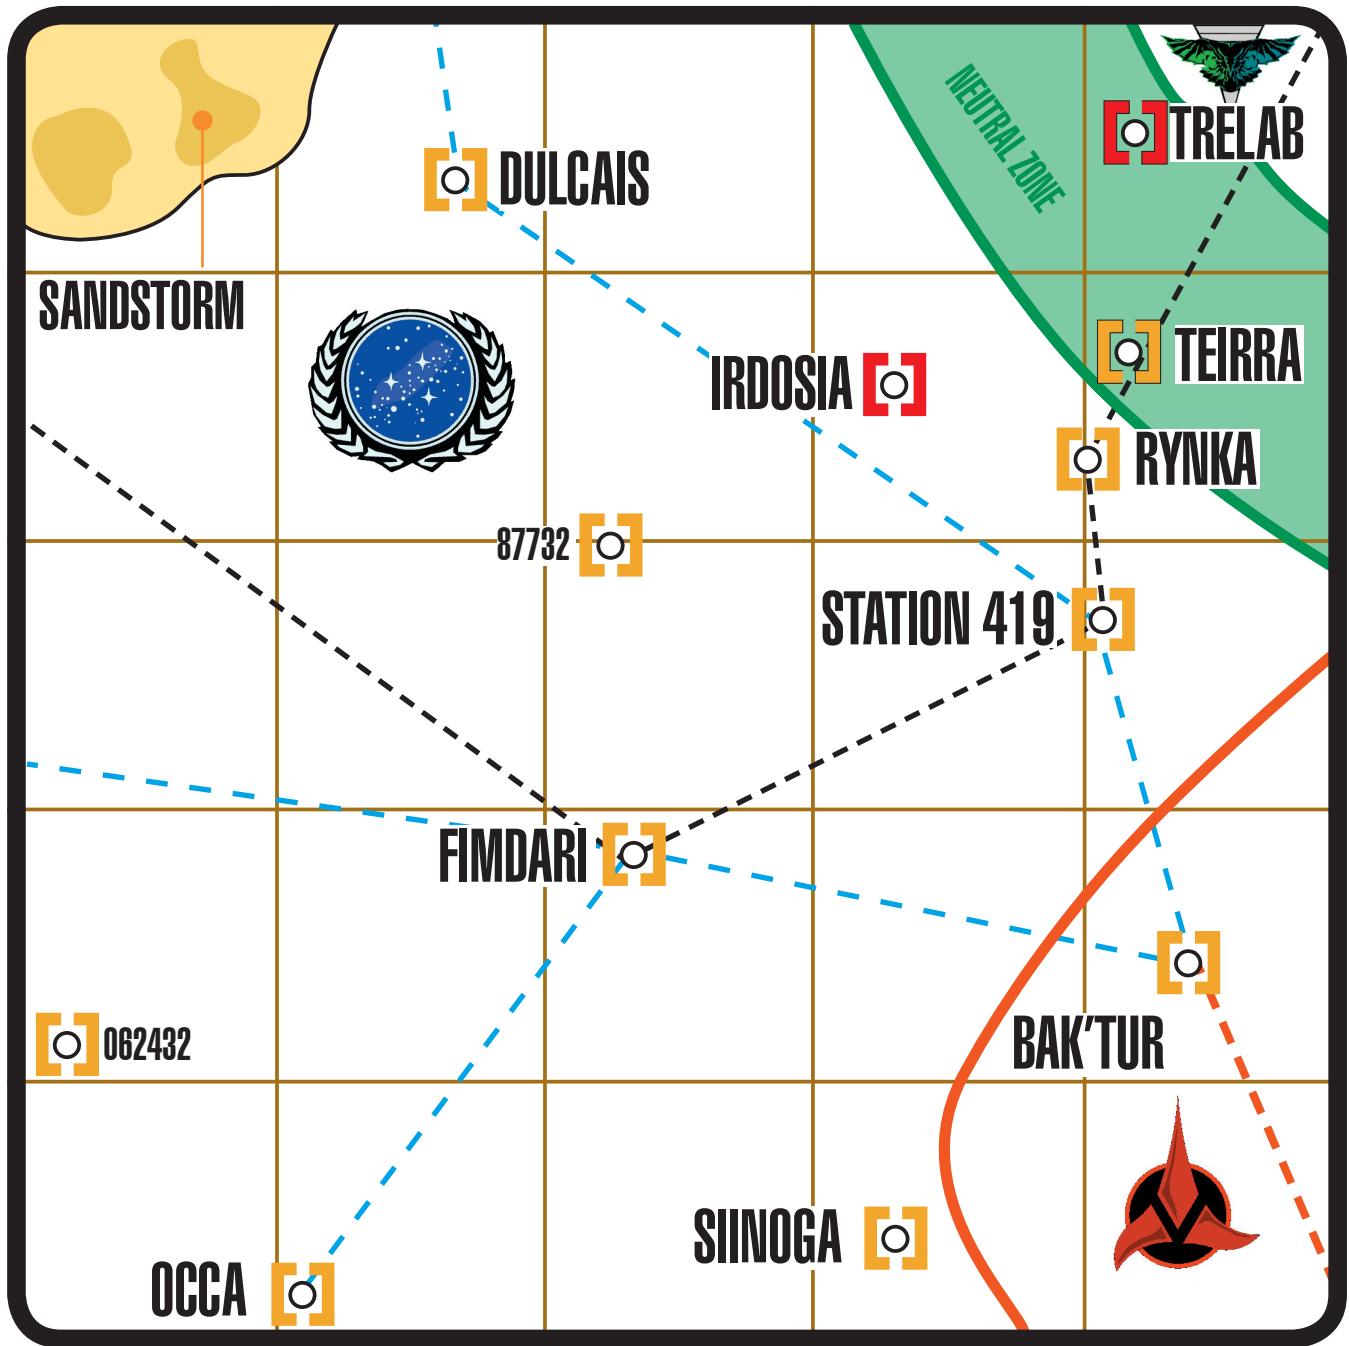 NEUTRAL ZONE
TRELAB
DULCAIS
SANDSTORM
IRDOSIA
TEIRRA
RYNKA
87732
STATION 419
FIMDARI
062432
BAK'TUR
SIINOGA
OCCA